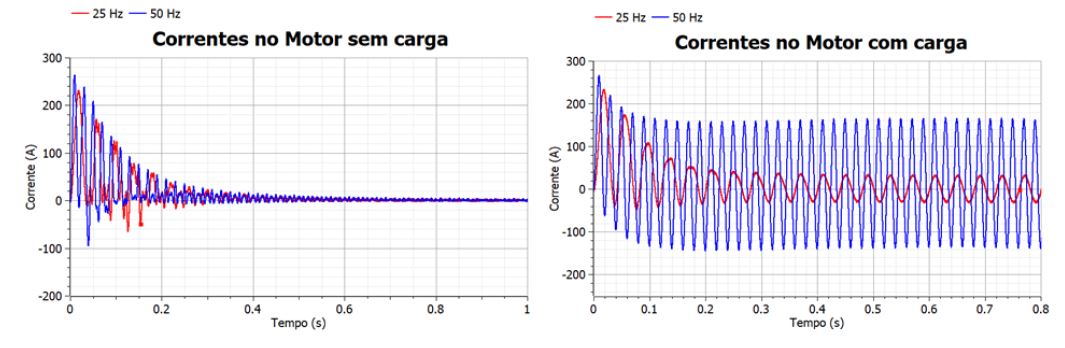 25 Hz 50 Hz
Correntes no Motor sem carga
300
200
100
0
-100
-200
Corrente (A)
0 0.2 0.4 0.6 0.8 1
Tempo (s)
25 Hz 50 Hz
Correntes no Motor com carga
300
200
100
0
-100
-200
Corrente (A)
0 0.1 0.2 0.3 0.4 0.5 0.6 0.7 0.8
Tempo (s)